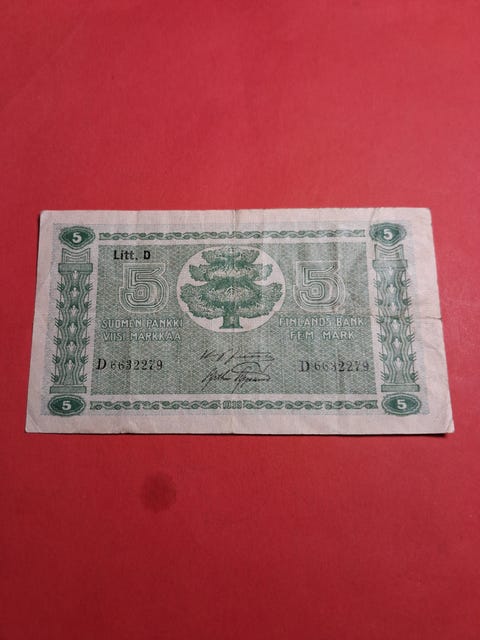 5 5
Litt. D
5 5
SUOMEN PANKKI FINLANDS BANK
VIISI MARKKAA FEM MARK
D 6632279 D 6632279
5 5